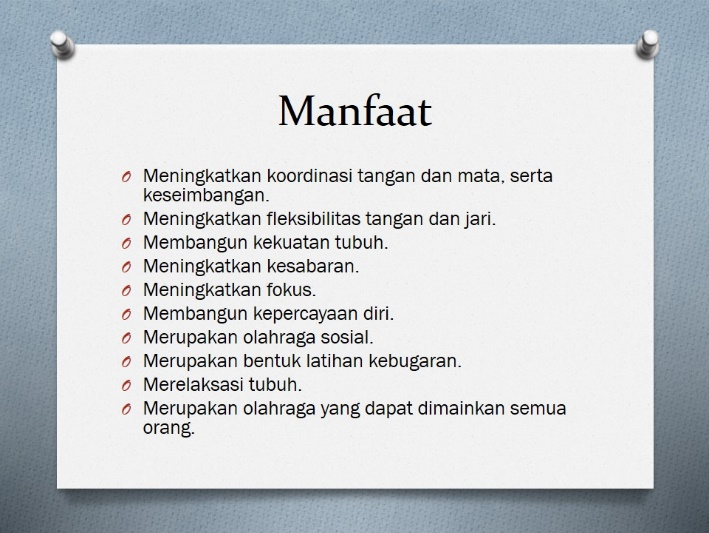 Manfaat
Meningkatkan koordinasi tangan dan mata, serta
keseimbangan.
Meningkatkan fleksibilitas tangan dan jari.
Membangun kekuatan tubuh.
Meningkatkan kesabaran.
Meningkatkan fokus.
Membangun kepercayaan diri.
Merupakan olahraga sosial.
Merupakan bentuk latihan kebugaran.
Merelaksasi tubuh.
Merupakan olahraga yang dapat dimainkan semua
orang.